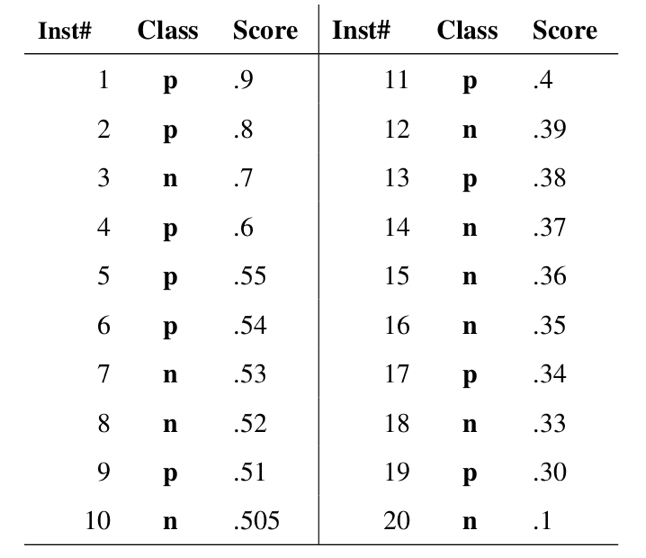 Inst# Class Score Inst# Class Score
1 p .9 11 p .4
2 p .8 12 n .39
3 n .7 13 p .38
4 p .6 14 n .37
5 p .55 15 n .36
6 p .54 16 n .35
7 n .53 17 p .34
8 n .52 18 n .33
9 p .51 19 p .30
10 n .505 20 n .1